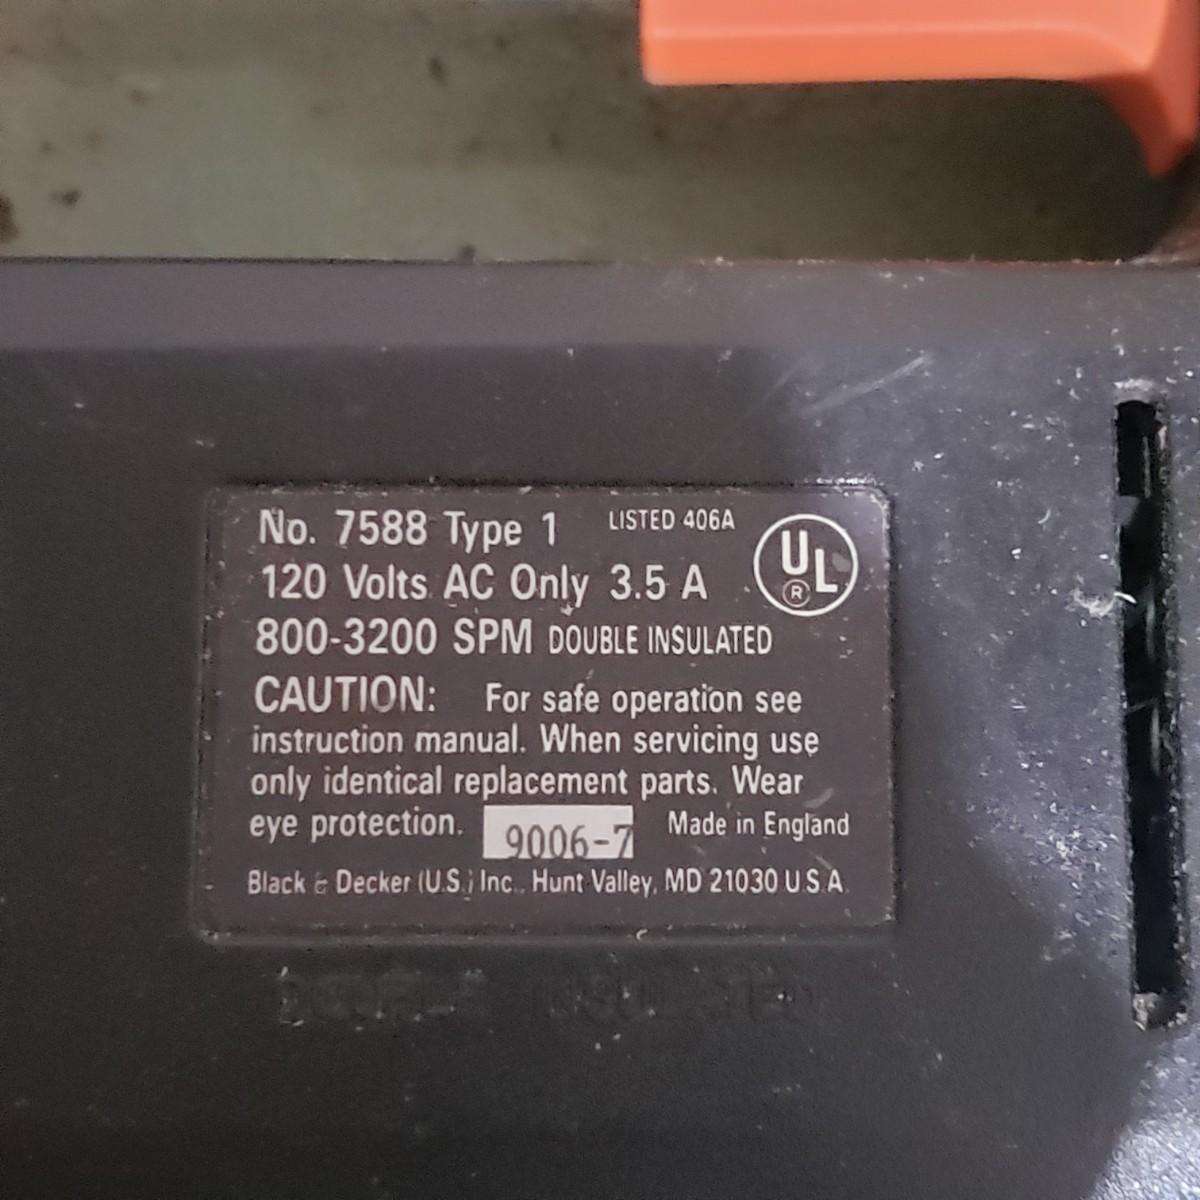 No. 7588 Type 1 LISTED 406A
UL
®
120 Volts AC Only 3.5 A
800-3200 SPM DOUBLE INSULATED
CAUTION: For safe operation see
instruction manual. When servicing use
only identical replacement parts. Wear
eye protection. 9006-7 Made in England
Black & Decker (U.S.) Inc. Hunt Valley, MD 21030 U.S.A.
DOUBLE INSULATED